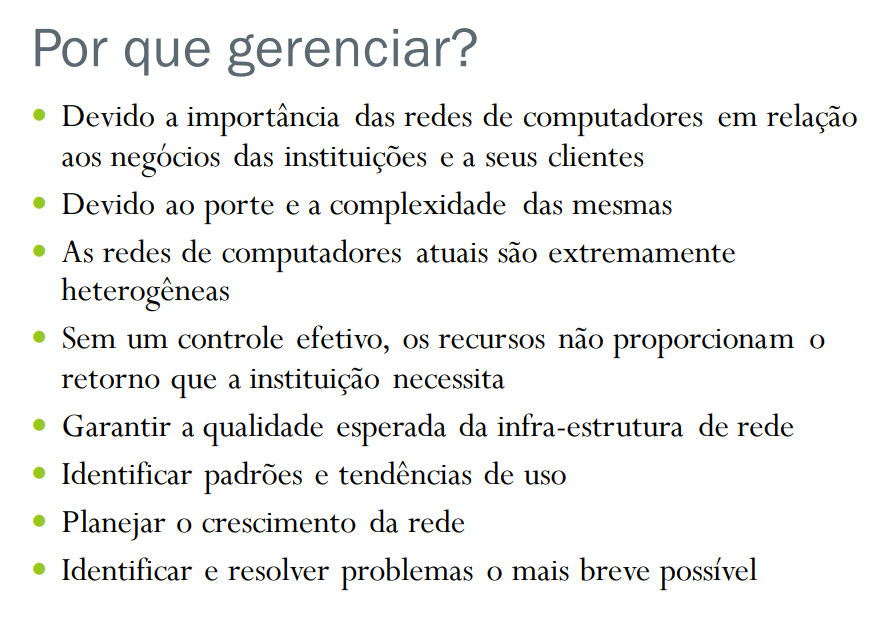 Por que gerenciar?
• Devido a importância das redes de computadores em relação
aos negócios das instituições e a seus clientes
• Devido ao porte e a complexidade das mesmas
• As redes de computadores atuais são extremamente
heterogêneas
• Sem um controle efetivo, os recursos não proporcionam o
retorno que a instituição necessita
• Garantir a qualidade esperada da infra-estrutura de rede
• Identificar padrões e tendências de uso
• Planejar o crescimento da rede
• Identificar e resolver problemas o mais breve possível